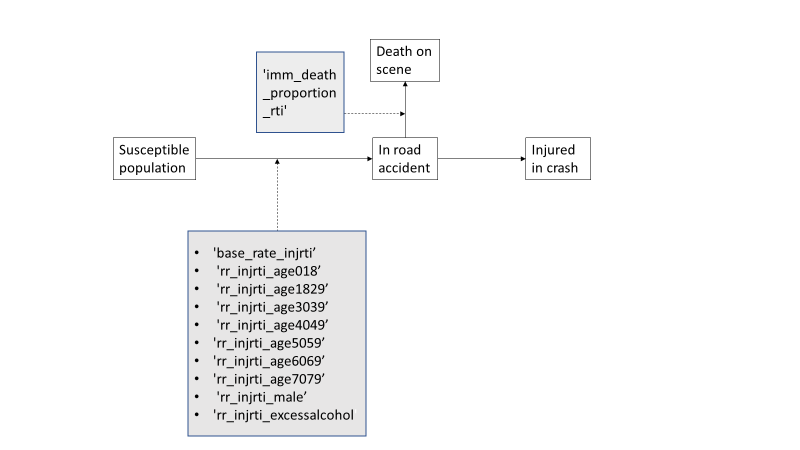 Death on
scene
'imm_death
_proportion
_rti'
Susceptible
population
In road
accident
Injured
in crash
• 'base_rate_injrti’
• 'rr_injrti_age018’
• 'rr_injrti_age1829’
• 'rr_injrti_age3039’
• 'rr_injrti_age4049’
• 'rr_injrti_age5059’
• 'rr_injrti_age6069’
• 'rr_injrti_age7079’
• 'rr_injrti_male’
• 'rr_injrti_excessalcohol